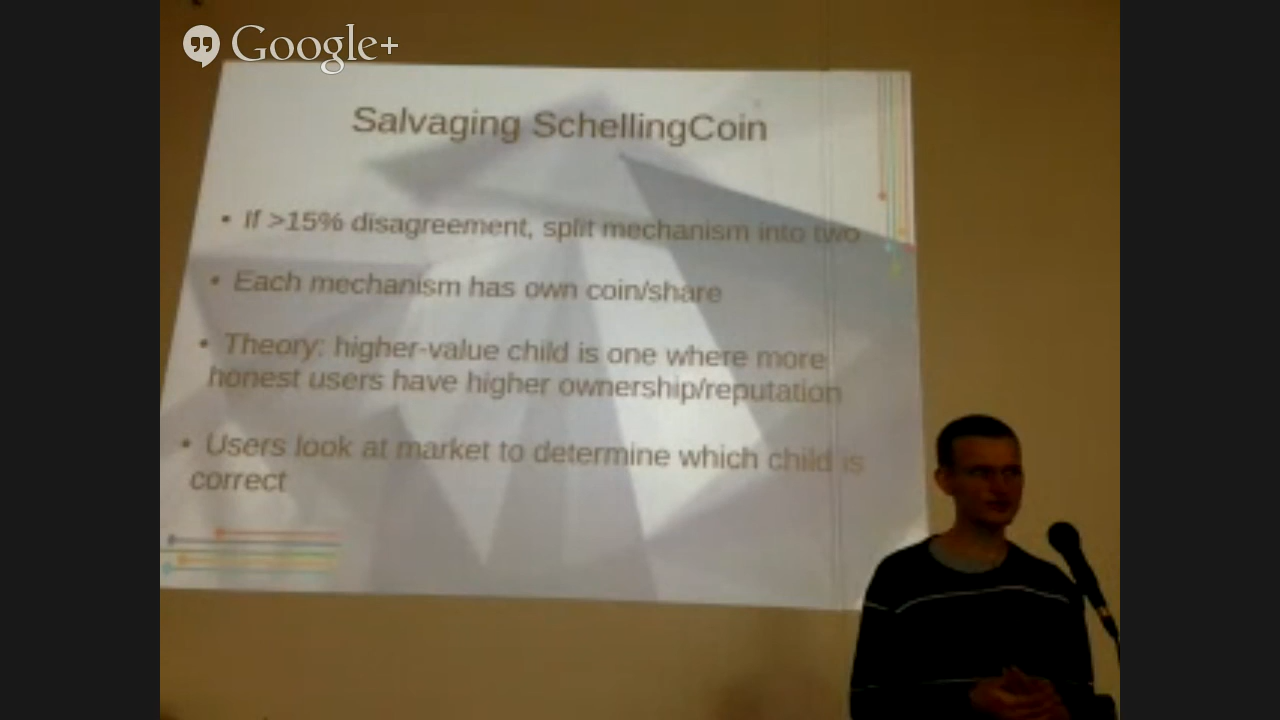 Google+
Salvaging SchellingCoin
• If >15% disagreement, split mechanism into two
• Each mechanism has own coin/share
• Theory: higher-value child is one where more
honest users have higher ownership/reputation
• Users look at market to determine which child is
correct